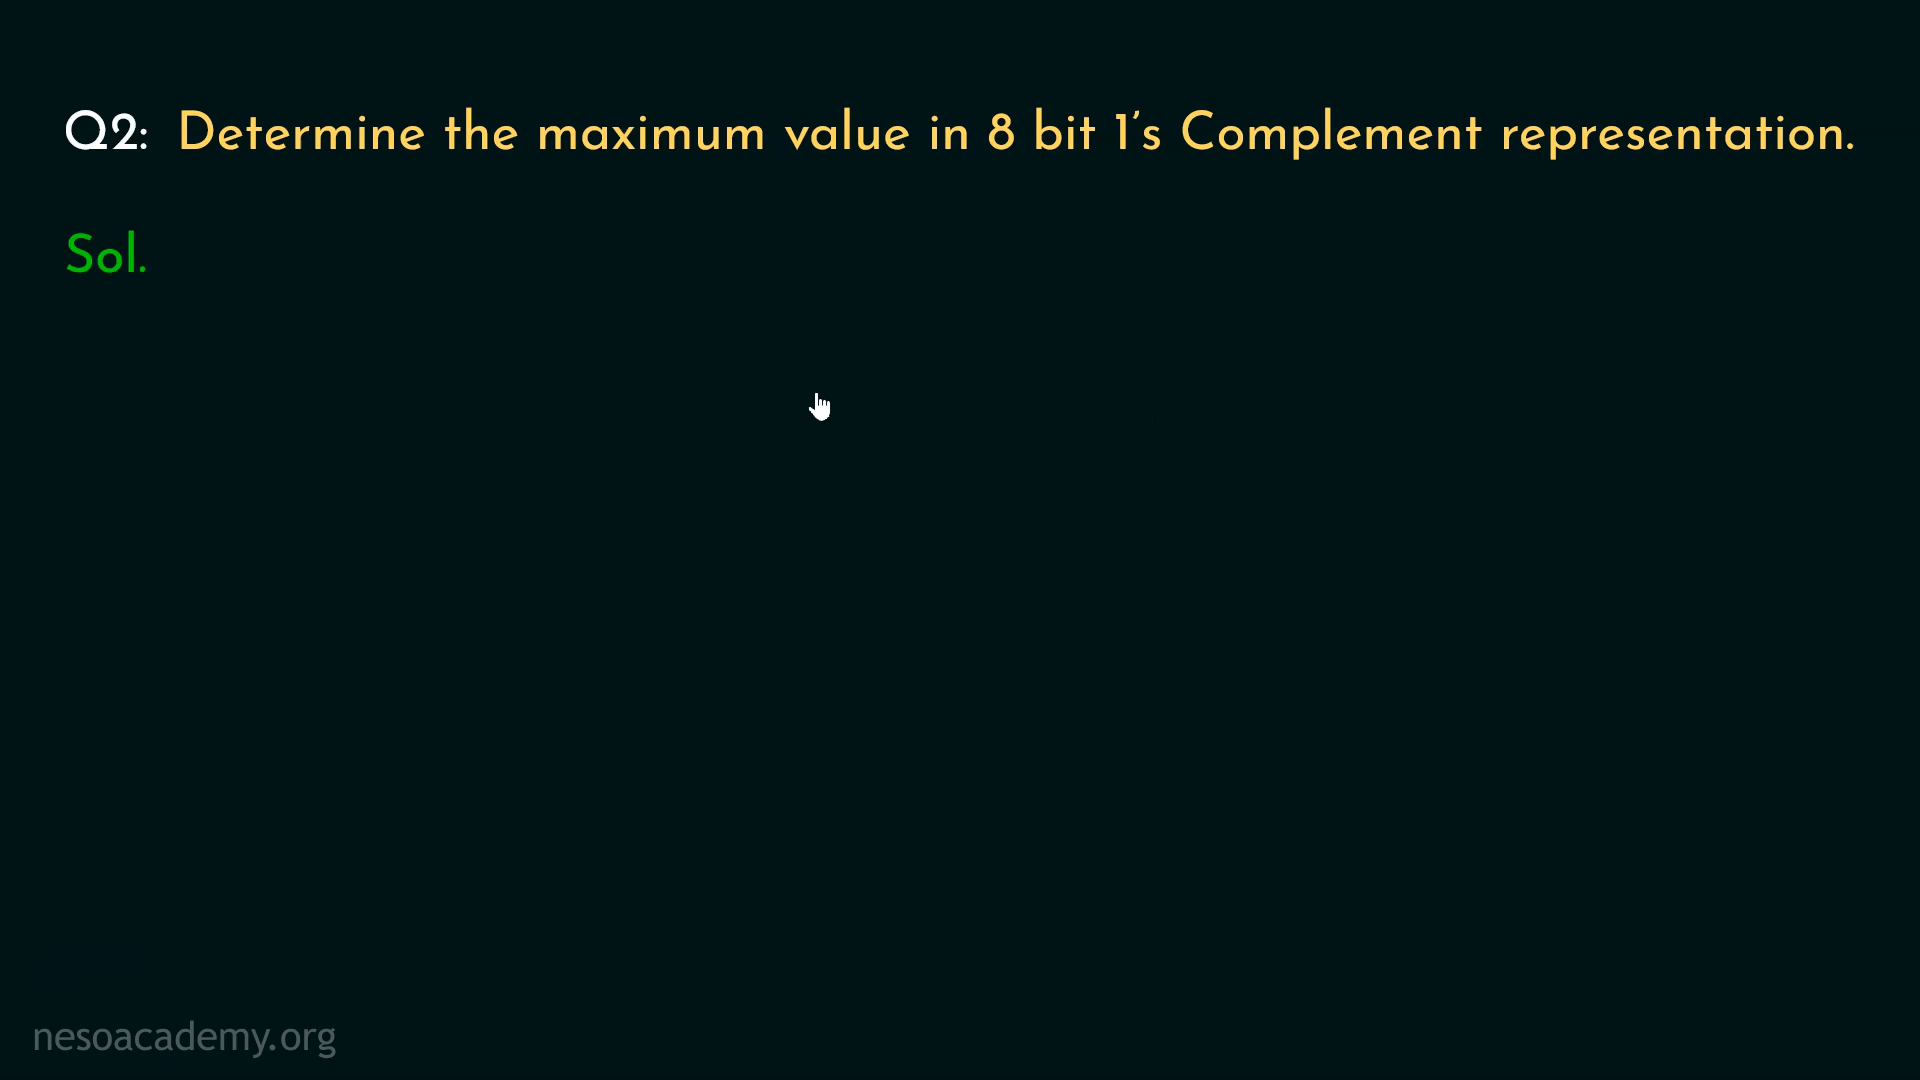 Q2: Determine the maximum value in 8 bit 1’s Complement representation.
Sol.
nesoacademy.org